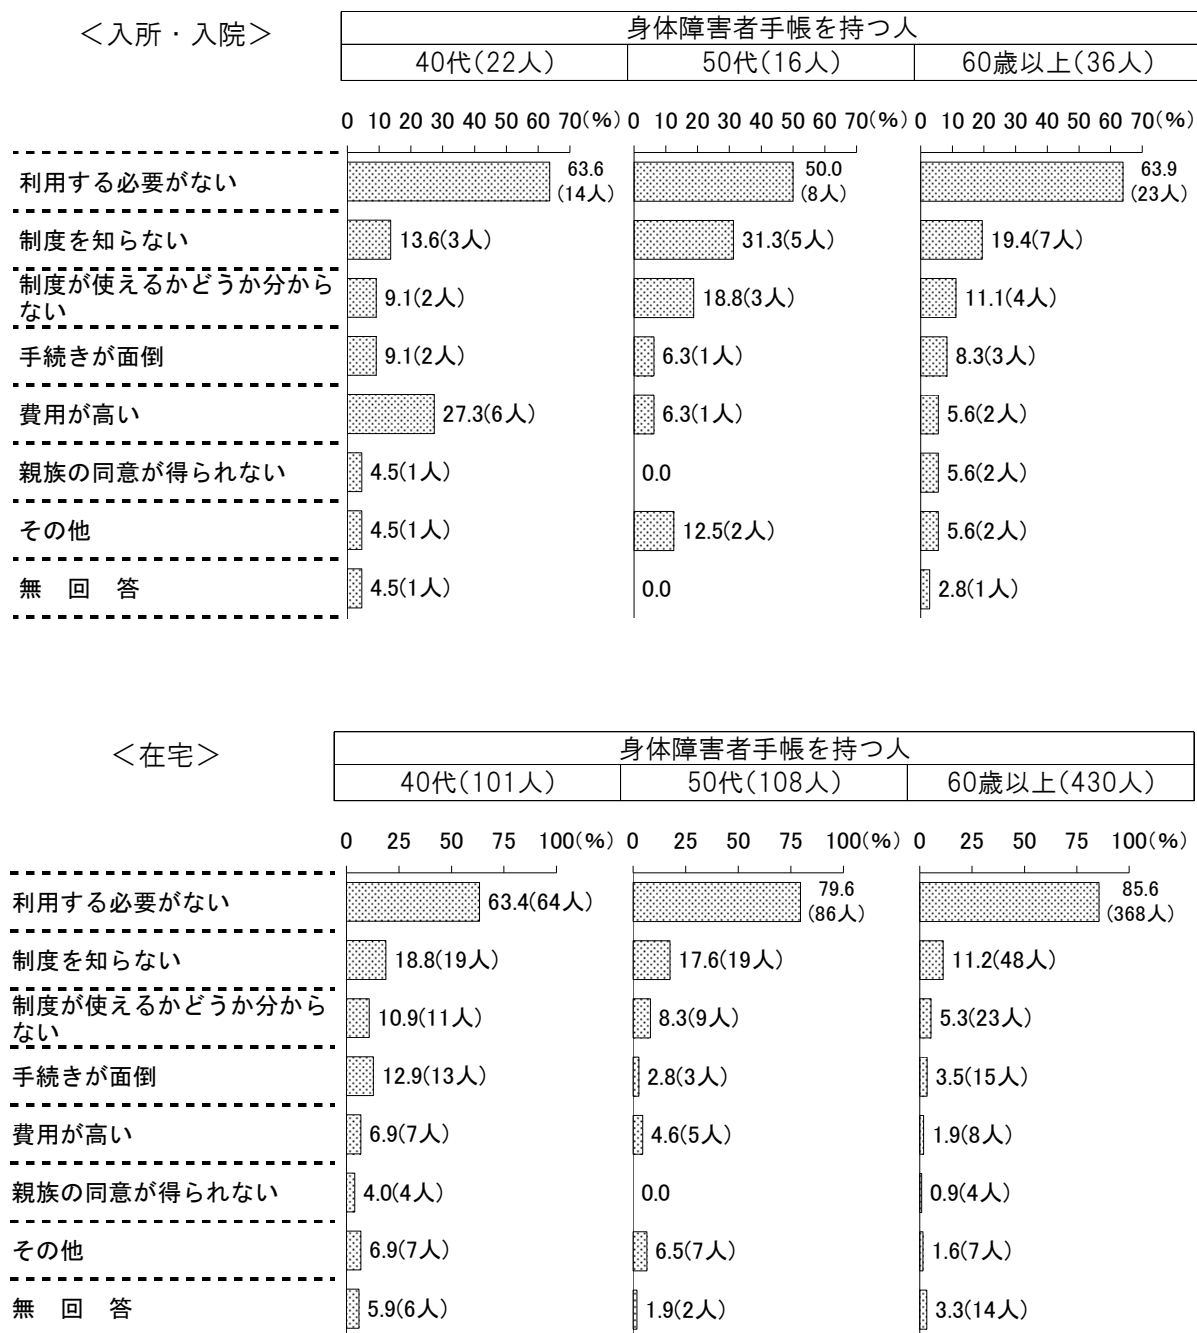 ＜入所・入院＞
身体障害者手帳を持つ人
40代(22人) 50代(16人) 60歳以上(36人)
0 10 20 30 40 50 60 70(%) 0 10 20 30 40 50 60 70(%) 0 10 20 30 40 50 60 70(%)
利用する必要がない 63.6 50.0 63.9
(14人) (8人) (23人)
制度を知らない 13.6(3人) 31.3(5人) 19.4(7人)
制度が使えるかどうか分から
ない 9.1(2人) 18.8(3人) 11.1(4人)
手続きが面倒 9.1(2人) 6.3(1人) 8.3(3人)
費用が高い 27.3(6人) 6.3(1人) 5.6(2人)
親族の同意が得られない 4.5(1人) 0.0 5.6(2人)
その他 4.5(1人) 12.5(2人) 5.6(2人)
無　回　答 4.5(1人) 0.0 2.8(1人)
＜在宅＞
身体障害者手帳を持つ人
40代(101人) 50代(108人) 60歳以上(430人)
0 25 50 75 100(%) 0 25 50 75 100(%) 0 25 50 75 100(%)
利用する必要がない 63.4(64人) 79.6 85.6
(86人) (368人)
制度を知らない 18.8(19人) 17.6(19人) 11.2(48人)
制度が使えるかどうか分から
ない 10.9(11人) 8.3(9人) 5.3(23人)
手続きが面倒 12.9(13人) 2.8(3人) 3.5(15人)
費用が高い 6.9(7人) 4.6(5人) 1.9(8人)
親族の同意が得られない 4.0(4人) 0.0 0.9(4人)
その他 6.9(7人) 6.5(7人) 1.6(7人)
無　回　答 5.9(6人) 1.9(2人) 3.3(14人)